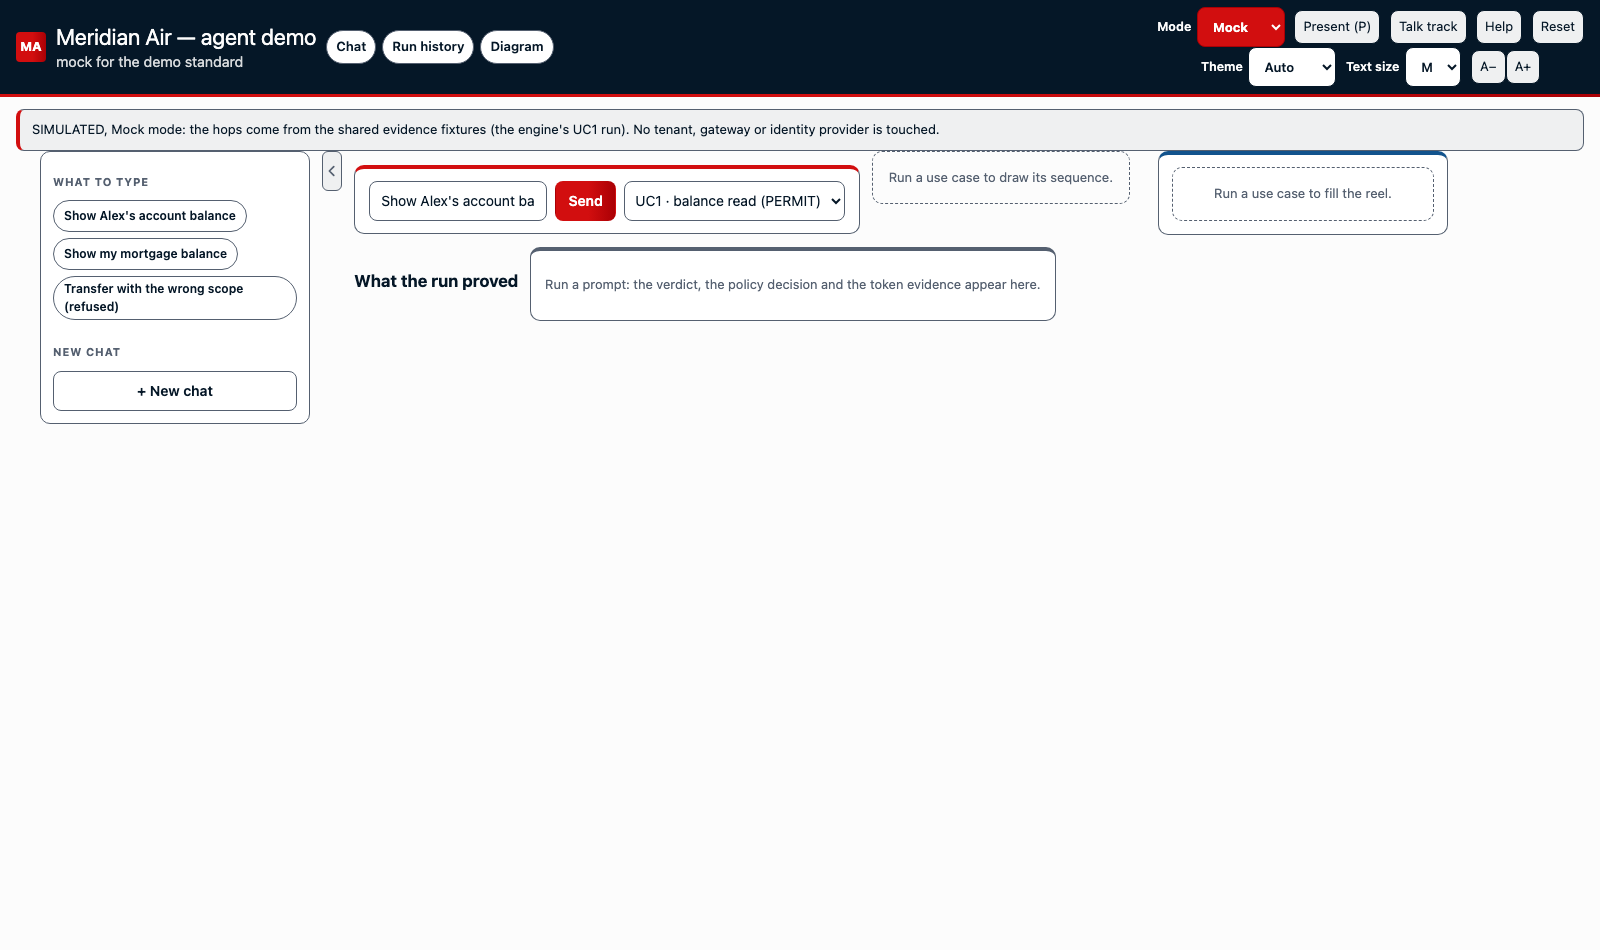 MA
Meridian Air — agent demo
mock for the demo standard
Chat
Run history
Diagram
Mode
Mock
Present (P)
Talk track
Help
Reset
Theme
Auto
Text size
M
A−
A+
SIMULATED, Mock mode: the hops come from the shared evidence fixtures (the engine's UC1 run). No tenant, gateway or identity provider is touched.
WHAT TO TYPE
Show Alex's account balance
Show my mortgage balance
Transfer with the wrong scope
(refused)
NEW CHAT
+ New chat
Show Alex's account ba
Send
UC1 · balance read (PERMIT)
Run a use case to draw its sequence.
Run a use case to fill the reel.
What the run proved
Run a prompt: the verdict, the policy decision and the token evidence appear here.